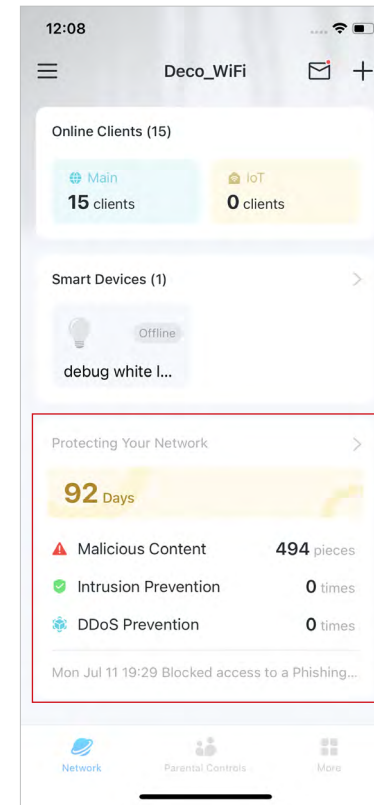 12:08
Deco_WiFi
Online Clients (15)
Main
IoT
15 clients
0 clients
Smart Devices (1)
Offline
debug white l...
Protecting Your Network
92 Days
Malicious Content 494 pieces
Intrusion Prevention 0 times
DDoS Prevention 0 times
Mon Jul 11 19:29 Blocked access to a Phishing...
Network Parental Controls More